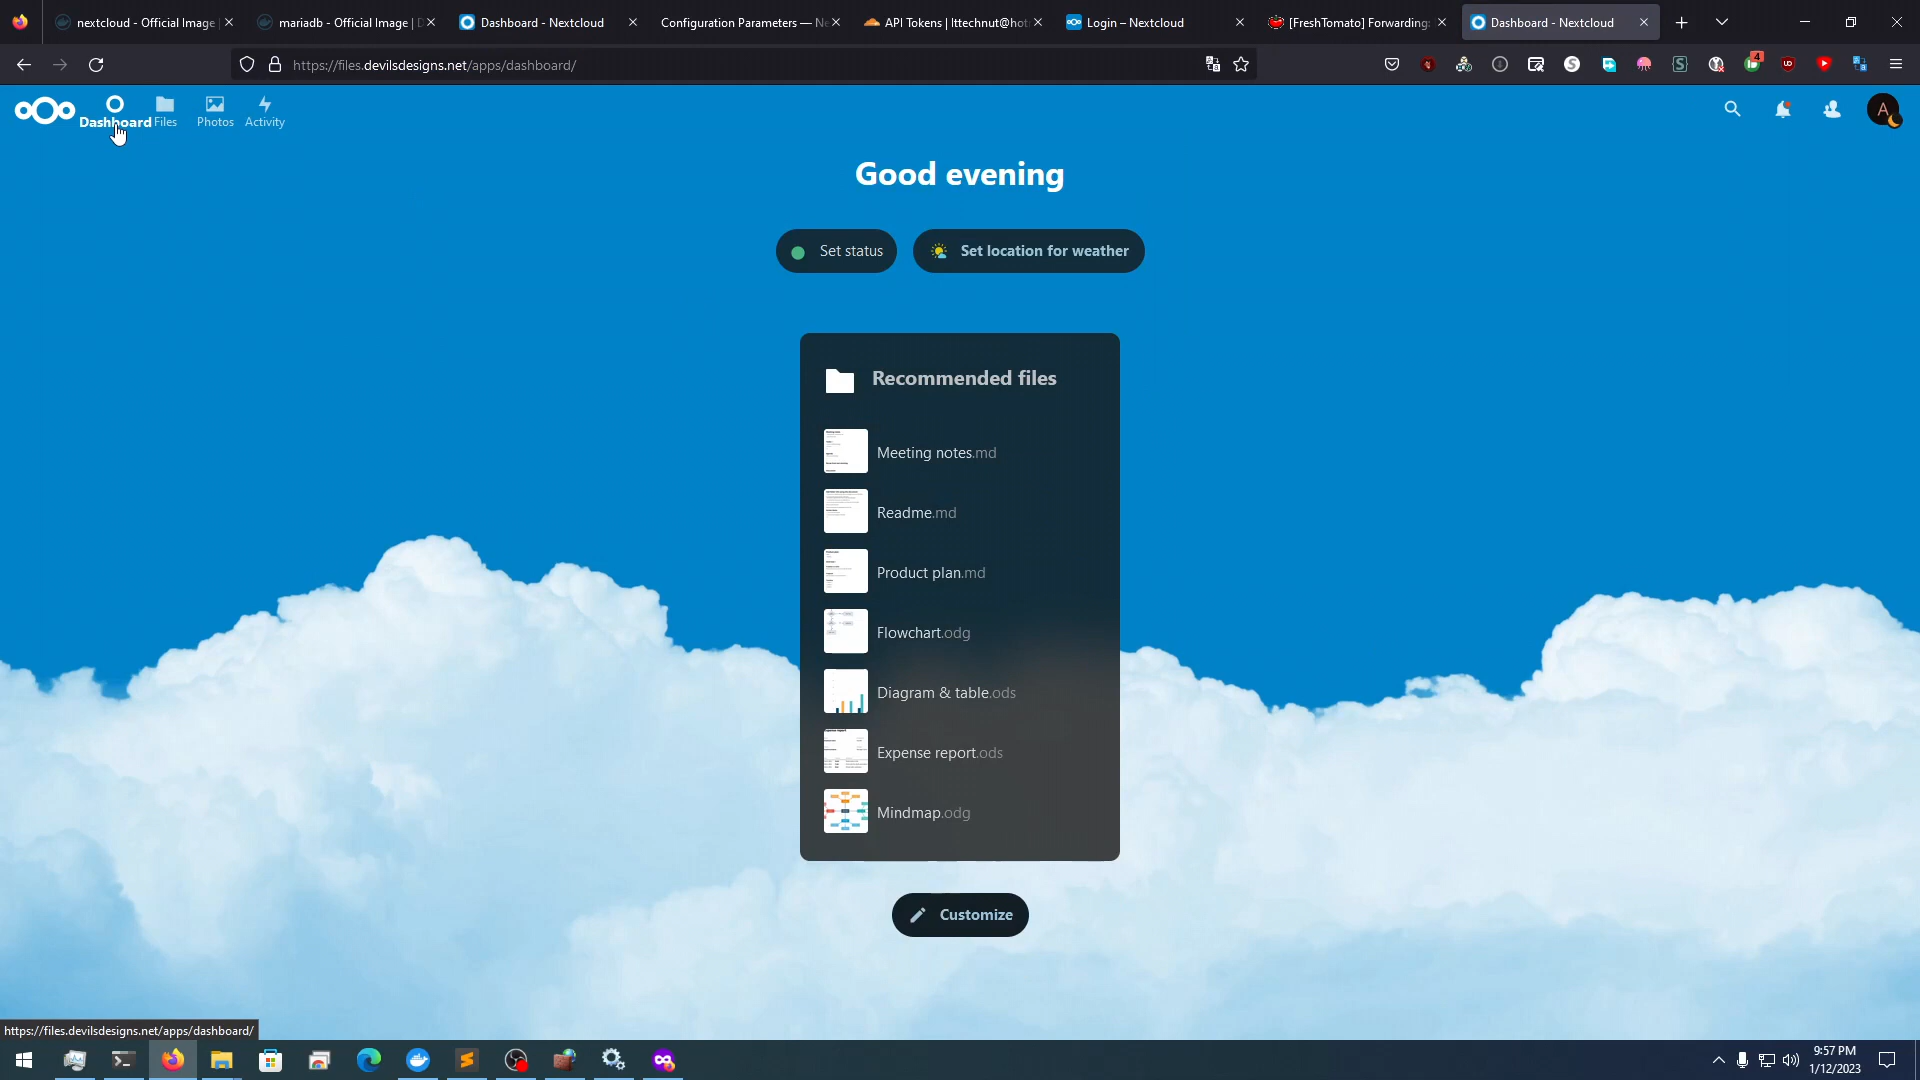 nextcloud - Official Image
mariadb - Official Image | D
Dashboard - Nextcloud
Configuration Parameters — Ne
API Tokens | Ittechnut@hot
Login – Nextcloud
[FreshTomato] Forwarding:
Dashboard - Nextcloud
https://files.devilsdesigns.net/apps/dashboard/
4
Dashboard
Files
Photos
Activity
A
Good evening
Set status
Set location for weather
Recommended files
Meeting notes.md
Readme.md
Product plan.md
Flowchart.odg
Diagram & table.ods
Expense report.ods
Mindmap.odg
Customize
https://files.devilsdesigns.net/apps/dashboard/
9:57 PM
1/12/2023